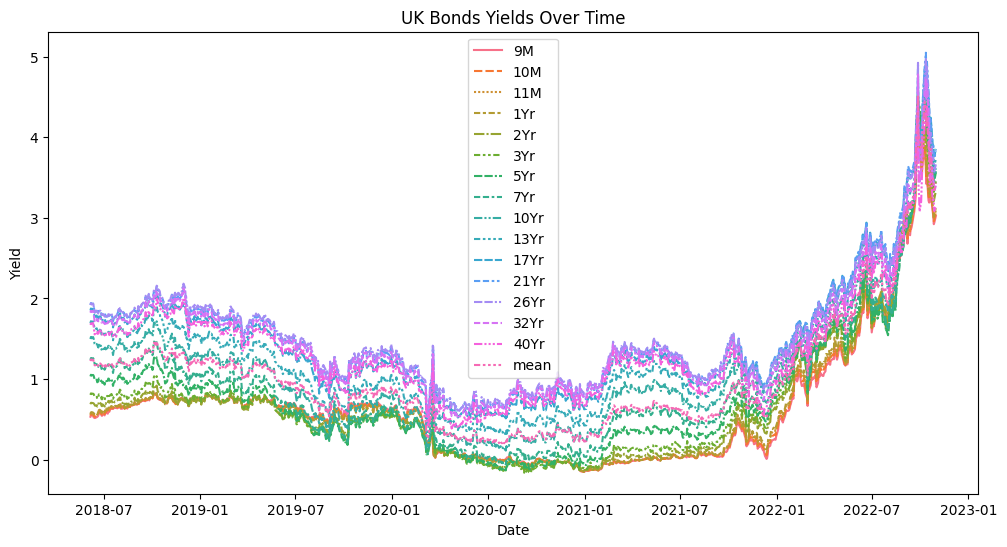 UK Bonds Yields Over Time
Yield
5
4
3
2
1
0
9M
10M
11M
1Yr
2Yr
3Yr
5Yr
7Yr
10Yr
13Yr
17Yr
21Yr
26Yr
32Yr
40Yr
mean
2018-07
2019-01
2019-07
2020-01
2020-07
2021-01
2021-07
2022-01
2022-07
2023-01
Date